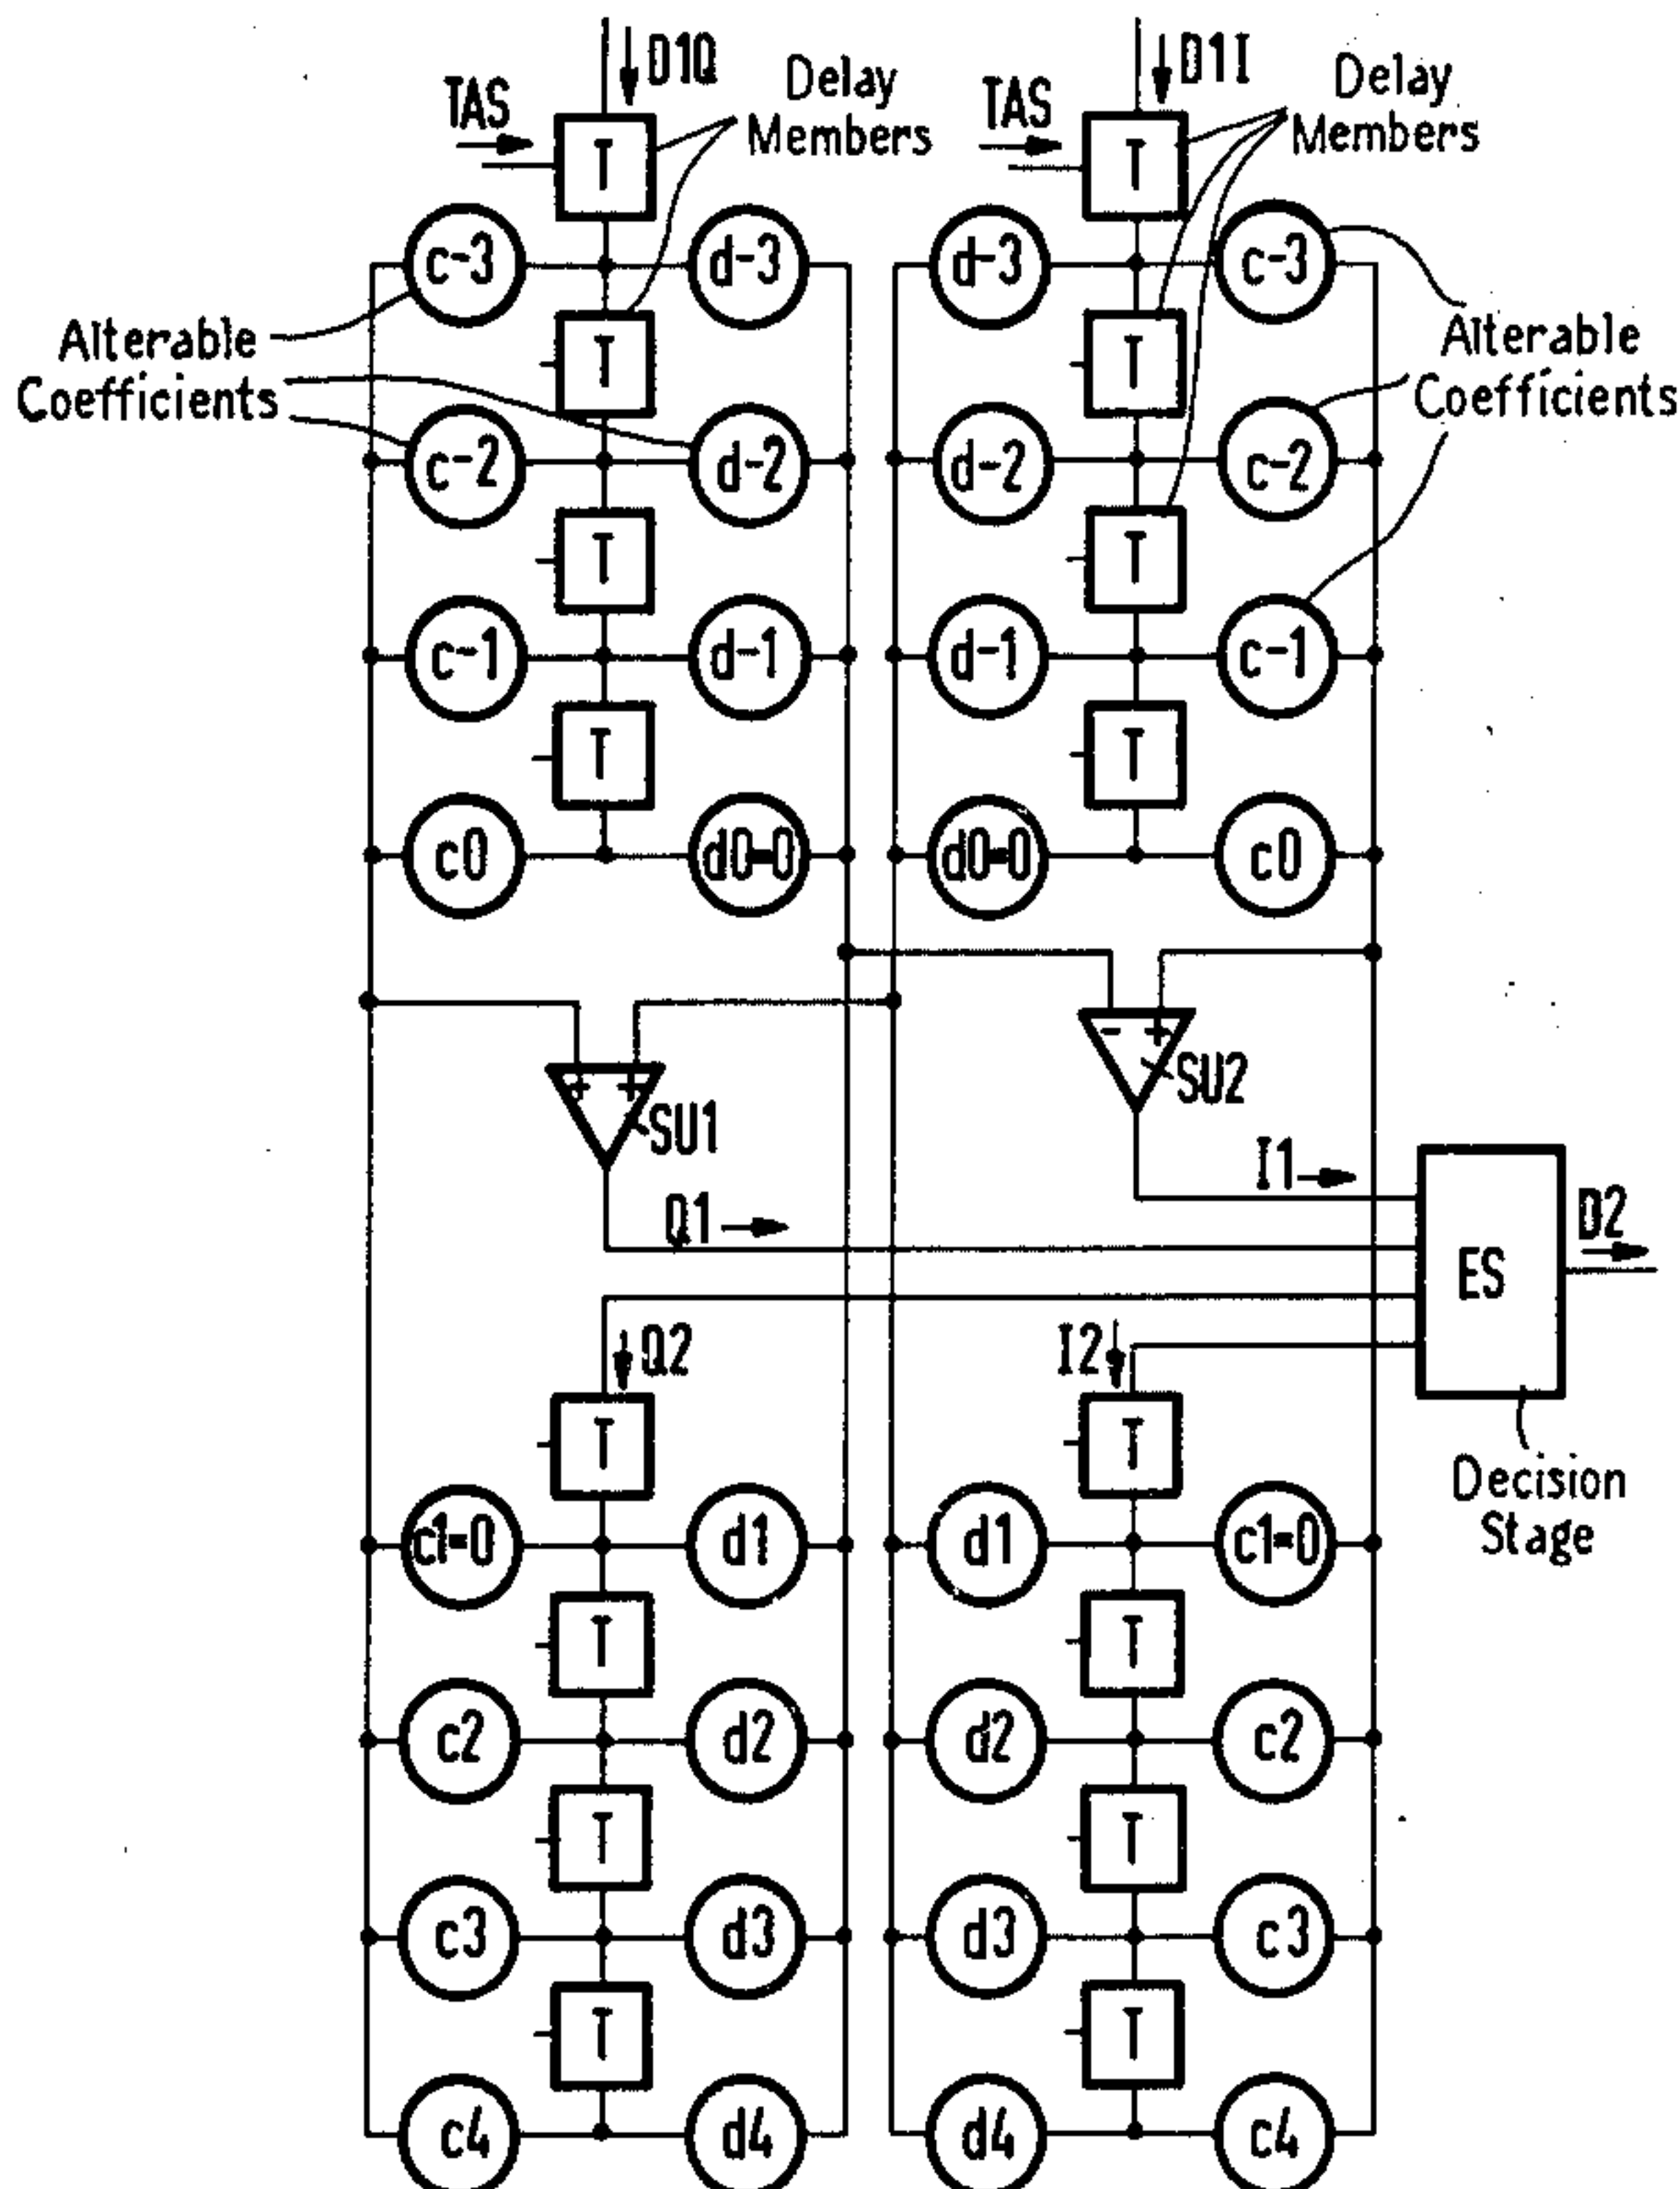 D1Q
Delay
Members
TAS
T
D1I
Delay
Members
TAS
T
c-3
d-3
d-3
c-3
Alterable
Coefficients
T
T
Alterable
Coefficients
c-2
d-2
d-2
c-2
T
T
c-1
d-1
d-1
c-1
T
T
c0
d0=0
d0=0
c0
- +
SU2
+ +
SU1
I1
Q1
ES
D2
Q2
I2
T
T
Decision
Stage
c1=0
d1
d1
c1=0
T
T
c2
d2
d2
c2
T
T
c3
d3
d3
c3
T
T
c4
d4
d4
c4